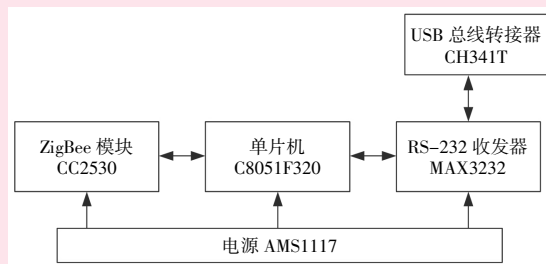 USB 总线转接器
CH341T
ZigBee 模块
CC2530
单片机
C8051F320
RS-232 收发器
MAX3232
电源 AMS1117